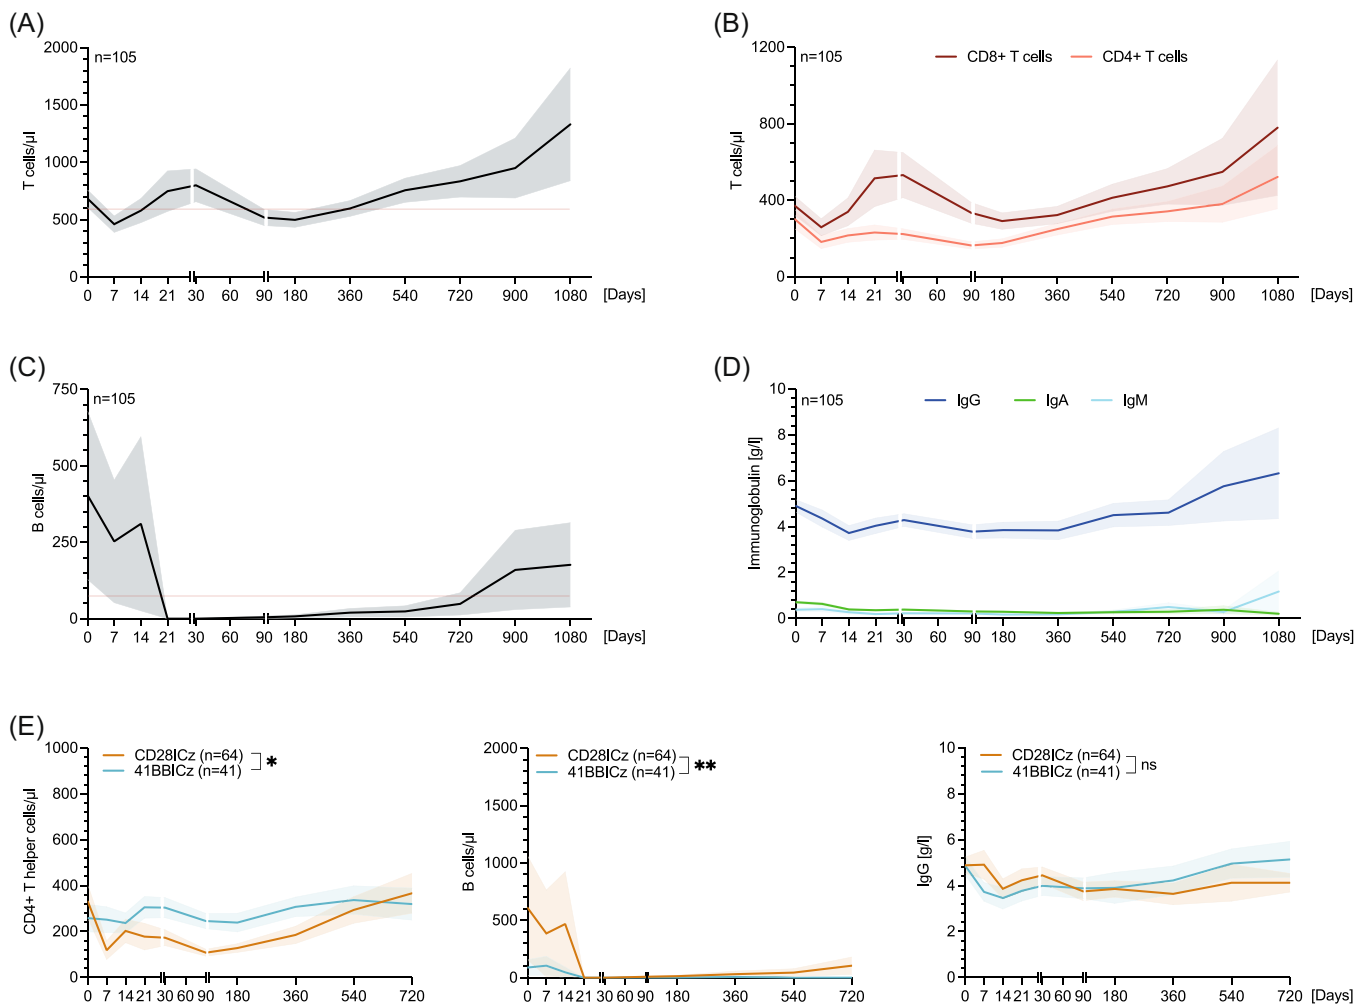 (A)
n=105
T cells/µl
2000
1500
1000
500
0
0 7 14 21 30 60 90 180 360 540 720 900 1080 [Days]
(B)
n=105
CD8+ T cells CD4+ T cells
T cells/µl
1200
800
400
0
0 7 14 21 30 60 90 180 360 540 720 900 1080 [Days]
(C)
n=105
B cells/µl
750
500
250
0
0 7 14 21 30 60 90 180 360 540 720 900 1080 [Days]
(D)
n=105
IgG IgA IgM
Immunoglobulin [g/l]
10
8
6
4
2
0
0 7 14 21 30 60 90 180 360 540 720 900 1080 [Days]
(E)
CD28ICz (n=64)
41BBICz (n=41)
*
CD4+ T helper cells/µl
1000
800
600
400
200
0
0 7 14 21 30 60 90 180 360 540 720
CD28ICz (n=64)
41BBICz (n=41)
**
B cells/µl
2000
1500
1000
500
0
0 7 14 21 30 60 90 180 360 540 720
CD28ICz (n=64)
41BBICz (n=41)
ns
IgG [g/l]
10
8
6
4
2
0
0 7 14 21 30 60 90 180 360 540 720 [Days]